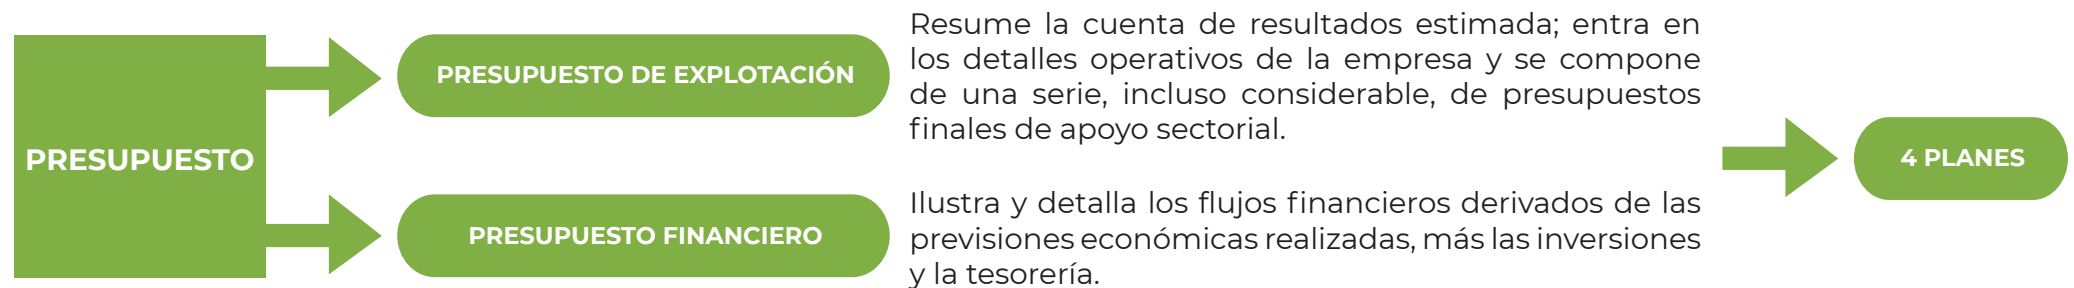 PRESUPUESTO
PRESUPUESTO DE EXPLOTACIÓN
Resume la cuenta de resultados estimada; entra en
los detalles operativos de la empresa y se compone
de una serie, incluso considerable, de presupuestos
finales de apoyo sectorial.
PRESUPUESTO FINANCIERO
Ilustra y detalla los flujos financieros derivados de las
previsiones económicas realizadas, más las inversiones
y la tesorería.
4 PLANES